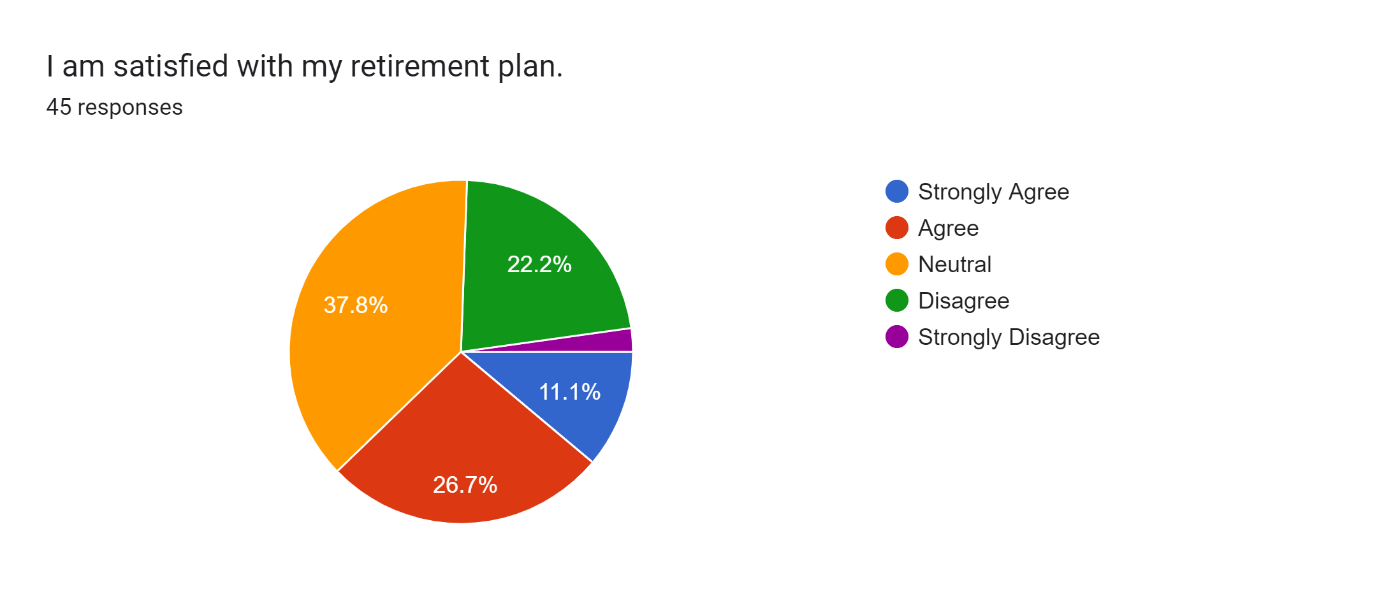 I am satisfied with my retirement plan.
45 responses
22.2%
37.8%
11.1%
26.7%
Strongly Agree
Agree
Neutral
Disagree
Strongly Disagree